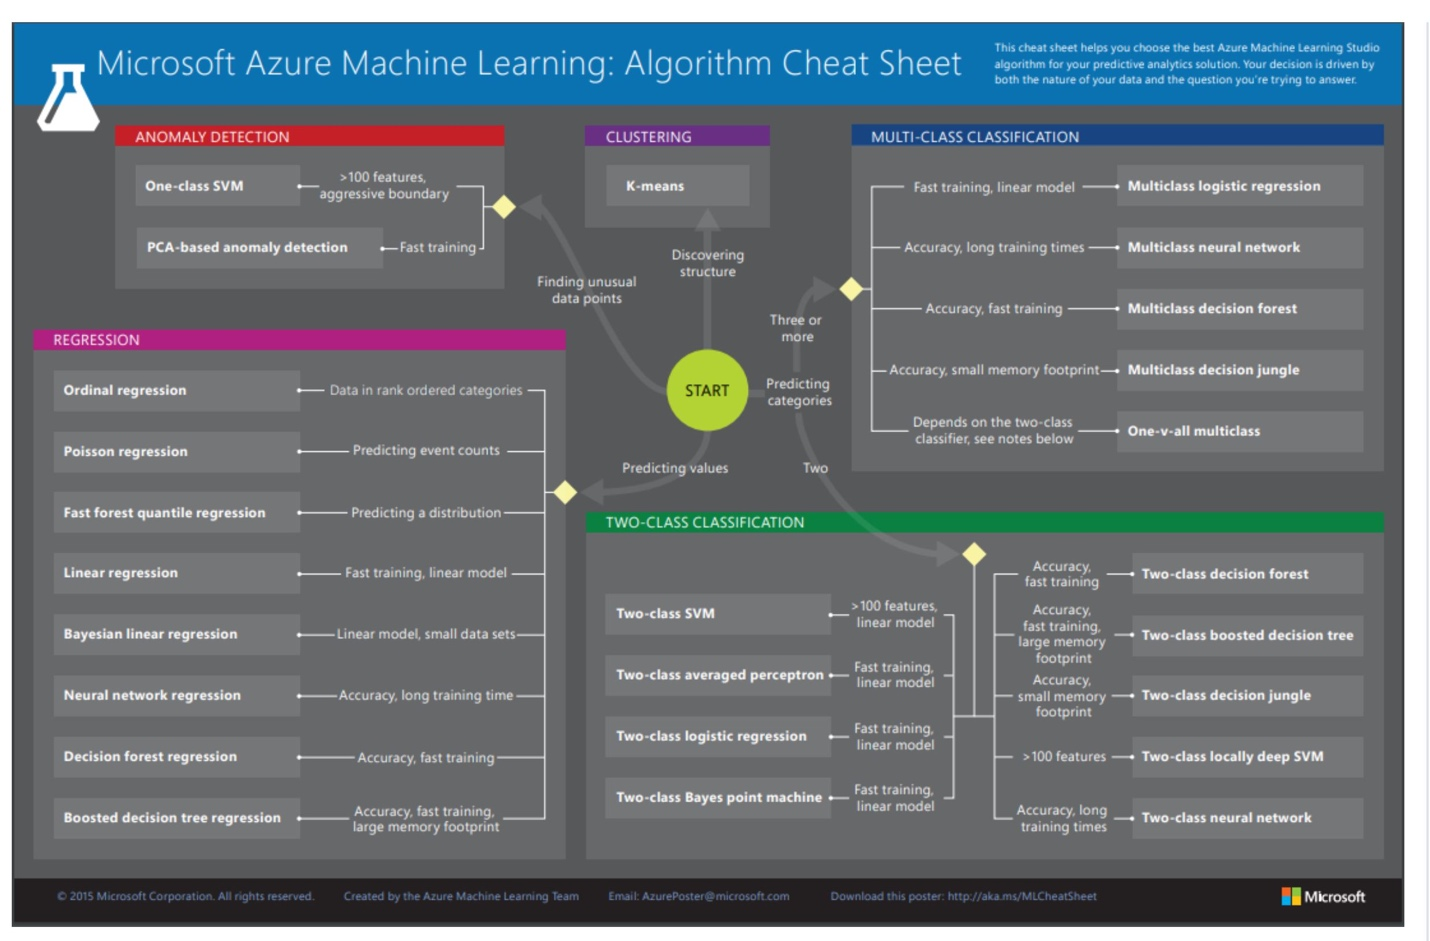 Microsoft Azure Machine Learning: Algorithm Cheat Sheet
This cheat sheet helps you choose the best Azure Machine Learning Studio
algorithm for your predictive analytics solution. Your decision is driven by
both the nature of your data and the question you're trying to answer.
ANOMALY DETECTION
One-class SVM
>100 features,
aggressive boundary
PCA-based anomaly detection
Fast training
CLUSTERING
K-means
MULTI-CLASS CLASSIFICATION
Fast training, linear model
Multiclass logistic regression
Accuracy, long training times
Multiclass neural network
Accuracy, fast training
Multiclass decision forest
Accuracy, small memory footprint
Multiclass decision jungle
Depends on the two-class
classifier, see notes below
One-v-all multiclass
Finding unusual
data points
Discovering
structure
Three or
more
START
Predicting
categories
Predicting values
Two
REGRESSION
Ordinal regression
Data in rank ordered categories
Poisson regression
Predicting event counts
Fast forest quantile regression
Predicting a distribution
Linear regression
Fast training, linear model
Bayesian linear regression
Linear model, small data sets
Neural network regression
Accuracy, long training time
Decision forest regression
Accuracy, fast training
Boosted decision tree regression
Accuracy, fast training,
large memory footprint
TWO-CLASS CLASSIFICATION
Two-class SVM
>100 features,
linear model
Two-class averaged perceptron
Fast training,
linear model
Two-class logistic regression
Fast training,
linear model
Two-class Bayes point machine
Fast training,
linear model
Accuracy,
fast training
Two-class decision forest
Accuracy,
fast training,
large memory
footprint
Two-class boosted decision tree
Accuracy,
small memory
footprint
Two-class decision jungle
>100 features
Two-class locally deep SVM
Accuracy, long
training times
Two-class neural network
© 2015 Microsoft Corporation. All rights reserved.
Created by the Azure Machine Learning Team
Email: AzurePoster@microsoft.com
Download this poster: http://aka.ms/MLCheatSheet
Microsoft